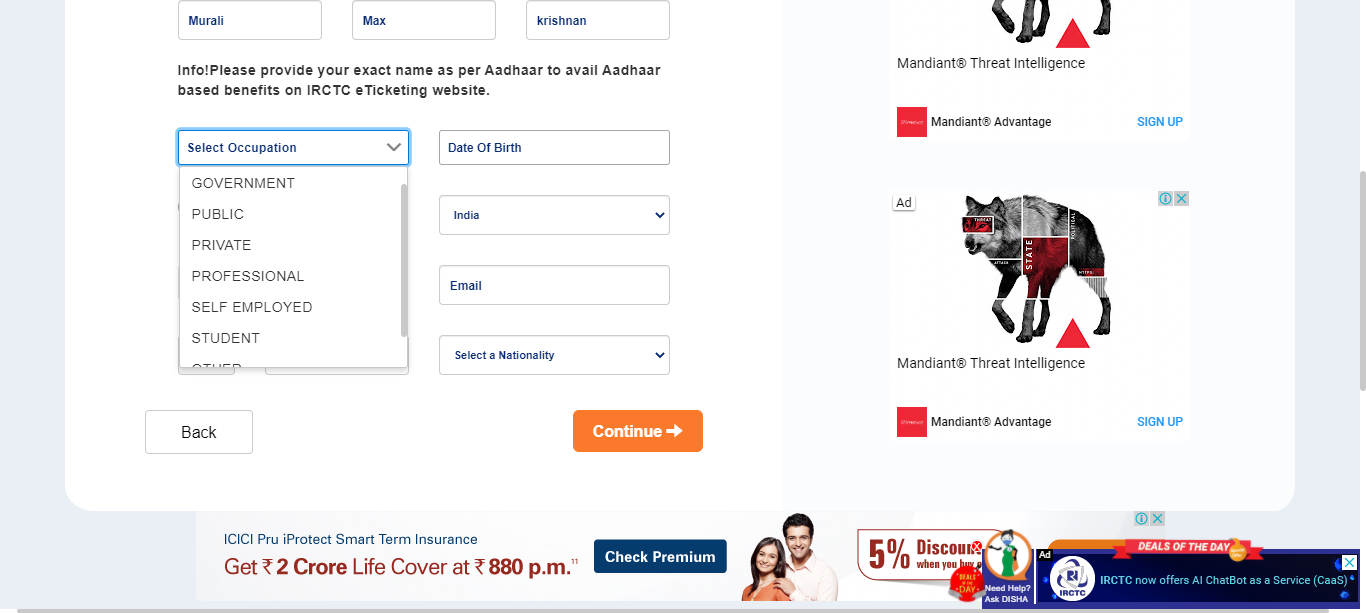 Murali
Max
krishnan
Info!Please provide your exact name as per Aadhaar to avail Aadhaar
based benefits on IRCTC eTicketing website.
Select Occupation
Date Of Birth
GOVERNMENT
PUBLIC
PRIVATE
PROFESSIONAL
SELF EMPLOYED
STUDENT
OTHER
India
Email
Select a Nationality
Back
Continue
Mandiant® Threat Intelligence
Mandiant® Advantage
SIGN UP
Ad
THREAT
POLITICAL
STATE
ATTACK
HTTPS:
Mandiant® Threat Intelligence
Mandiant® Advantage
SIGN UP
ICICI Pru iProtect Smart Term Insurance
Get ₹ 2 Crore Life Cover at ₹ 880 p.m.11
Check Premium
5% Discoun
when you buy
DEALS OF THE DAY
Need Help?
Ask DISHA
Ad
DEALS OF THE DAY
IRCTC
IRCTC now offers AI ChatBot as a Service (CaaS)